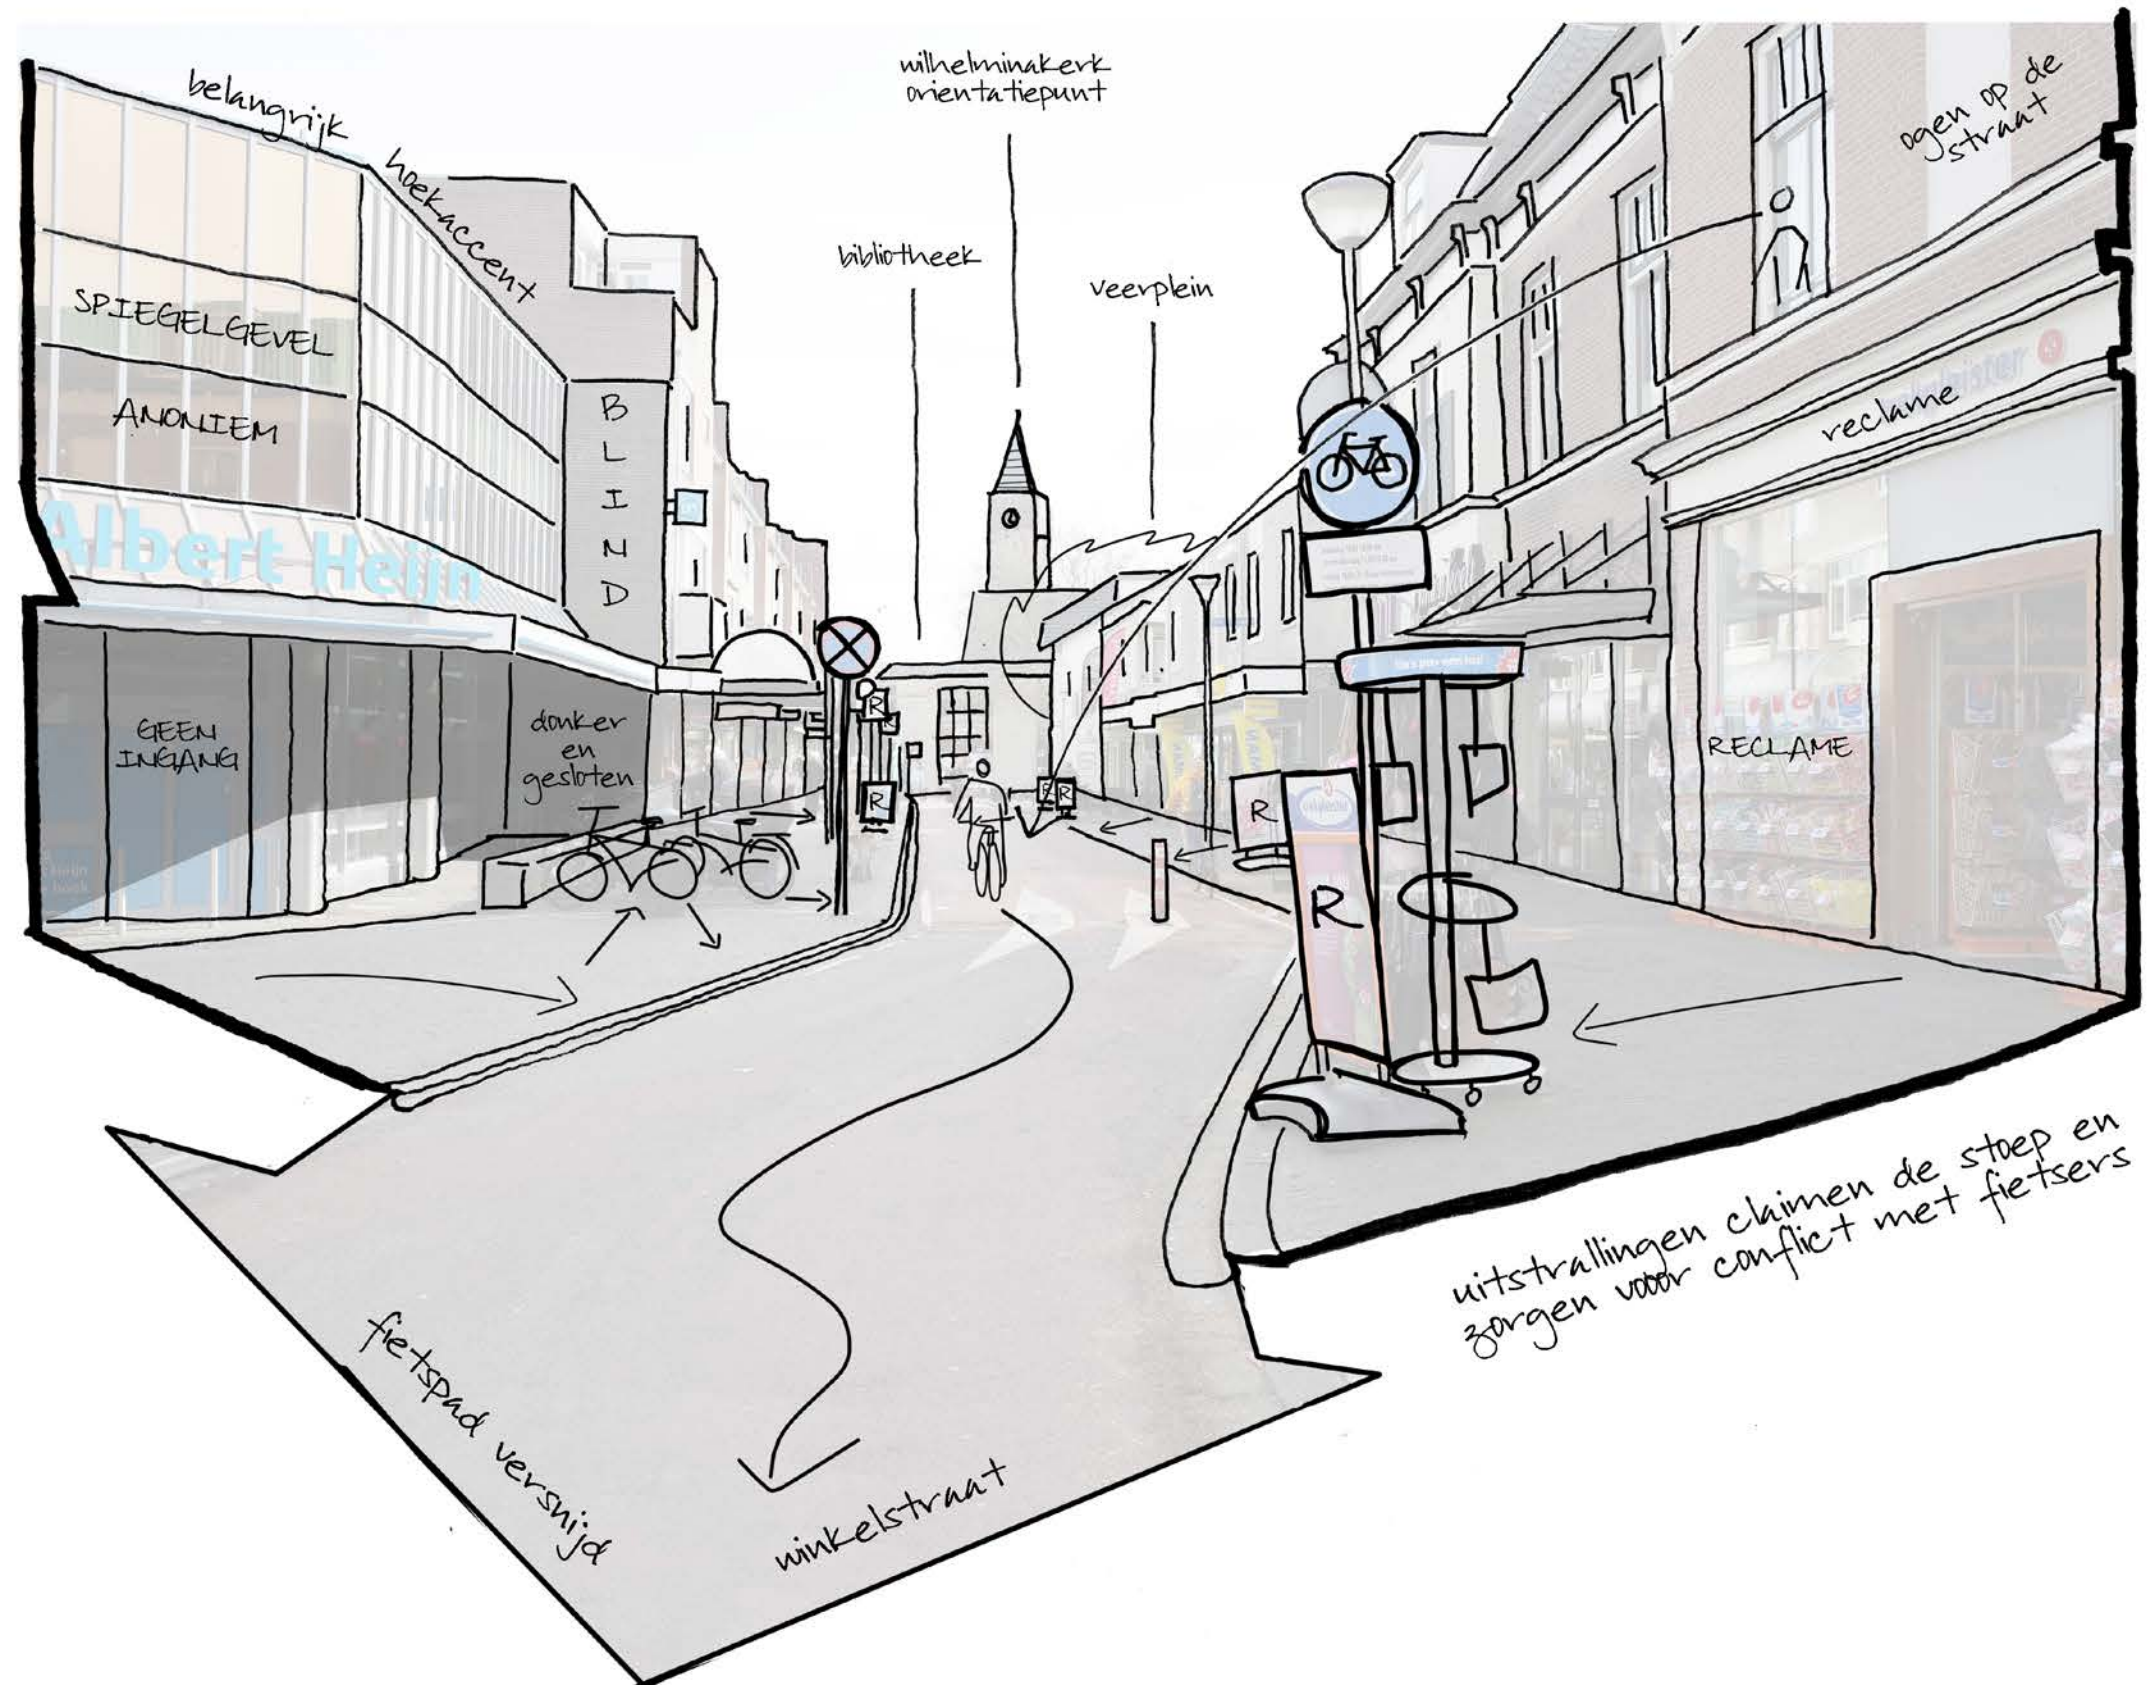 belangrijk
hoekaccent
wilhelminakerk
orientatiepunt
ogen op de
straat
bibliotheek
veerplein
SPIEGELGEVEL
ANONIEM
BLIND
reclame
Albert Heijn
GEEN
INGANG
donker
en
gesloten
RECLAME
R
R
R
R
R
R
R
uitstrallingen claimen de stoep en
zorgen vooor conflict met fietsers
fietspad versnijd
winkelstraat